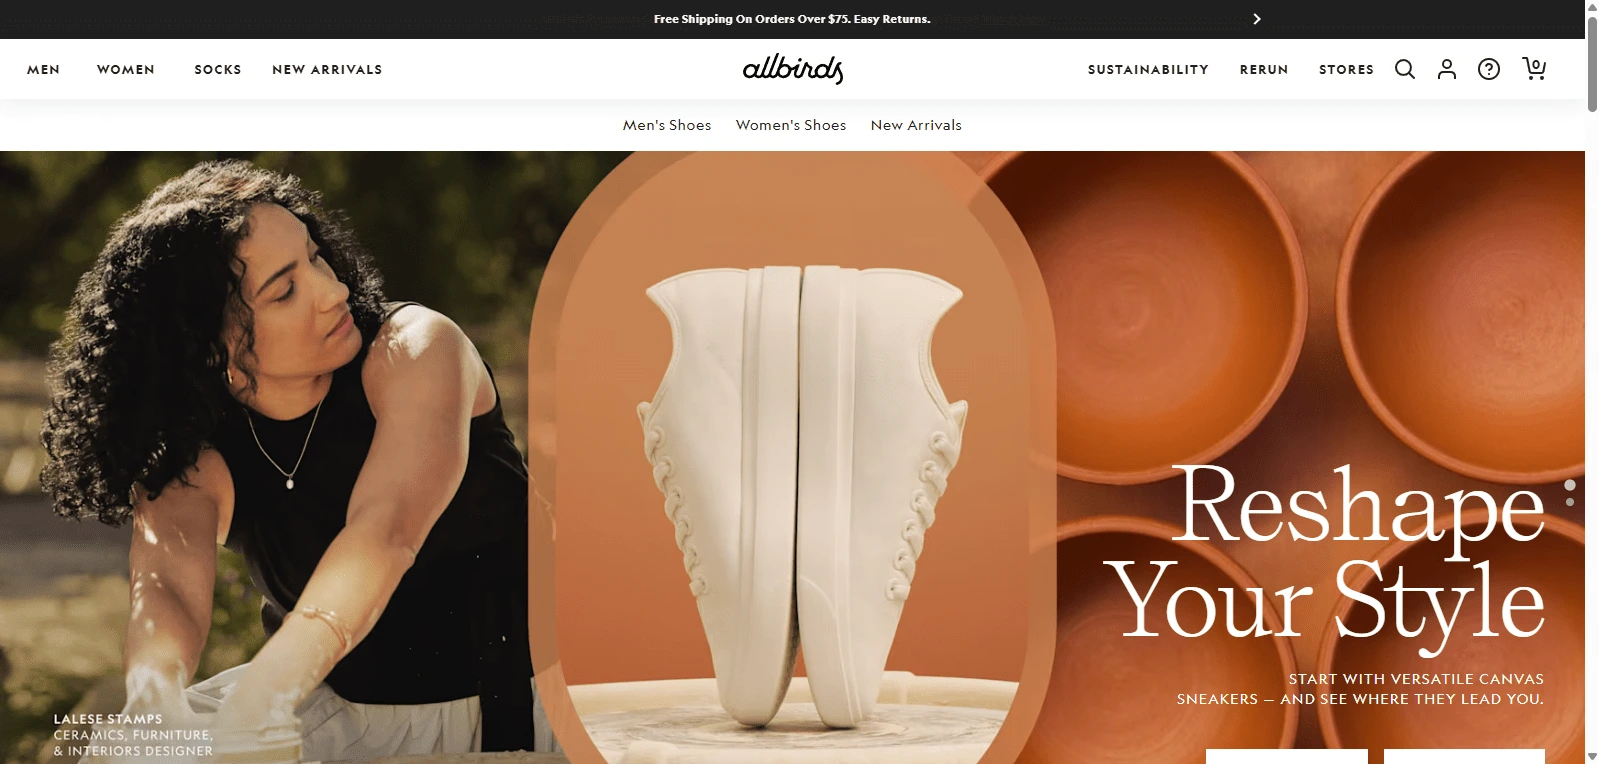 Free Shipping On Orders Over $75. Easy Returns.
MEN WOMEN SOCKS NEW ARRIVALS allbirds SUSTAINABILITY RERUN STORES 0
Men's Shoes Women's Shoes New Arrivals
Reshape
Your Style
START WITH VERSATILE CANVAS
SNEAKERS — AND SEE WHERE THEY LEAD YOU.
LALESE STAMPS
CERAMICS, FURNITURE,
& INTERIORS DESIGNER